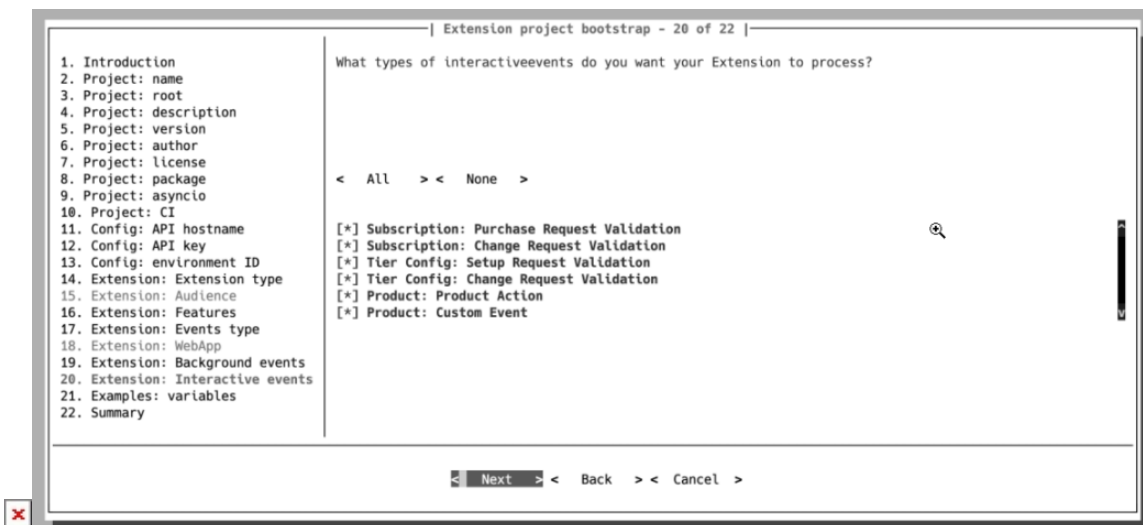 Extension project bootstrap - 20 of 22
1. Introduction
2. Project: name
3. Project: root
4. Project: description
5. Project: version
6. Project: author
7. Project: license
8. Project: package
9. Project: asyncio
10. Project: CI
11. Config: API hostname
12. Config: API key
13. Config: environment ID
14. Extension: Extension type
15. Extension: Audience
16. Extension: Features
17. Extension: Events type
18. Extension: WebApp
19. Extension: Background events
20. Extension: Interactive events
21. Examples: variables
22. Summary
What types of interactiveevents do you want your Extension to process?
< All > < None >
[*] Subscription: Purchase Request Validation
[*] Subscription: Change Request Validation
[*] Tier Config: Setup Request Validation
[*] Tier Config: Change Request Validation
[*] Product: Product Action
[*] Product: Custom Event
< Next > < Back > < Cancel >